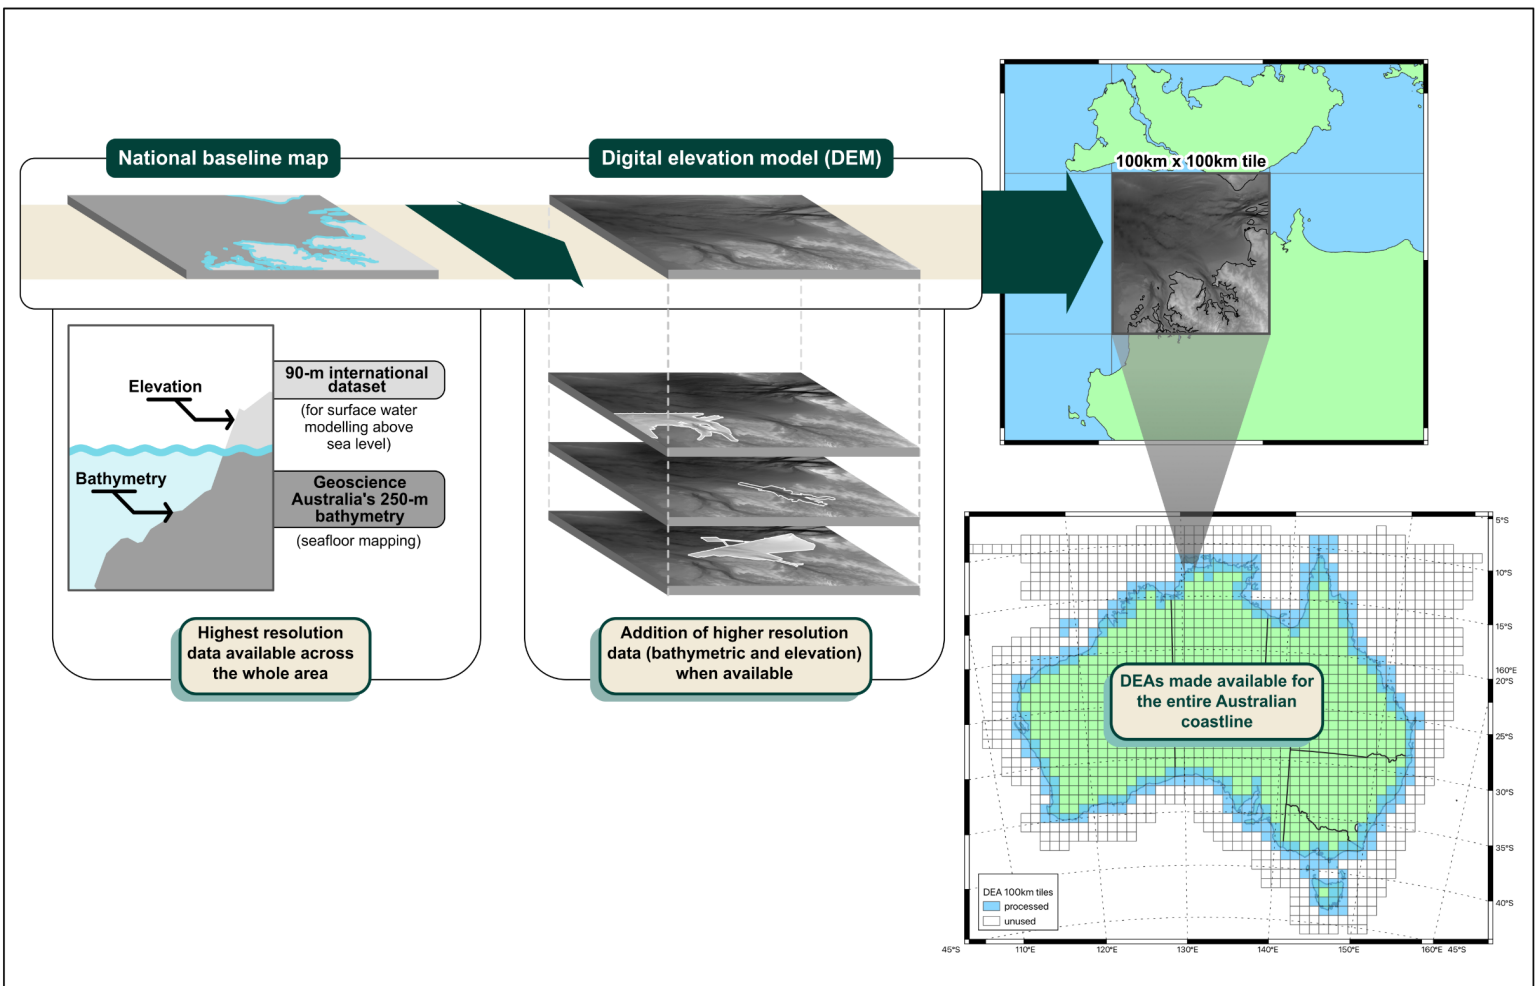 National baseline map
Digital elevation model (DEM)
100km x 100km tile
Elevation
90-m international
dataset
(for surface water
modelling above
sea level)
Bathymetry
Geoscience
Australia's 250-m
bathymetry
(seafloor mapping)
Highest resolution
data available across
the whole area
Addition of higher resolution
data (bathymetric and elevation)
when available
5°S
10°S
15°S
160°E
20°S
25°S
30°S
35°S
40°S
DEAs made available for
the entire Australian
coastline
DEA 100km tiles
processed
unused
45°S 110°E 120°E 130°E 140°E 150°E 160°E 45°S